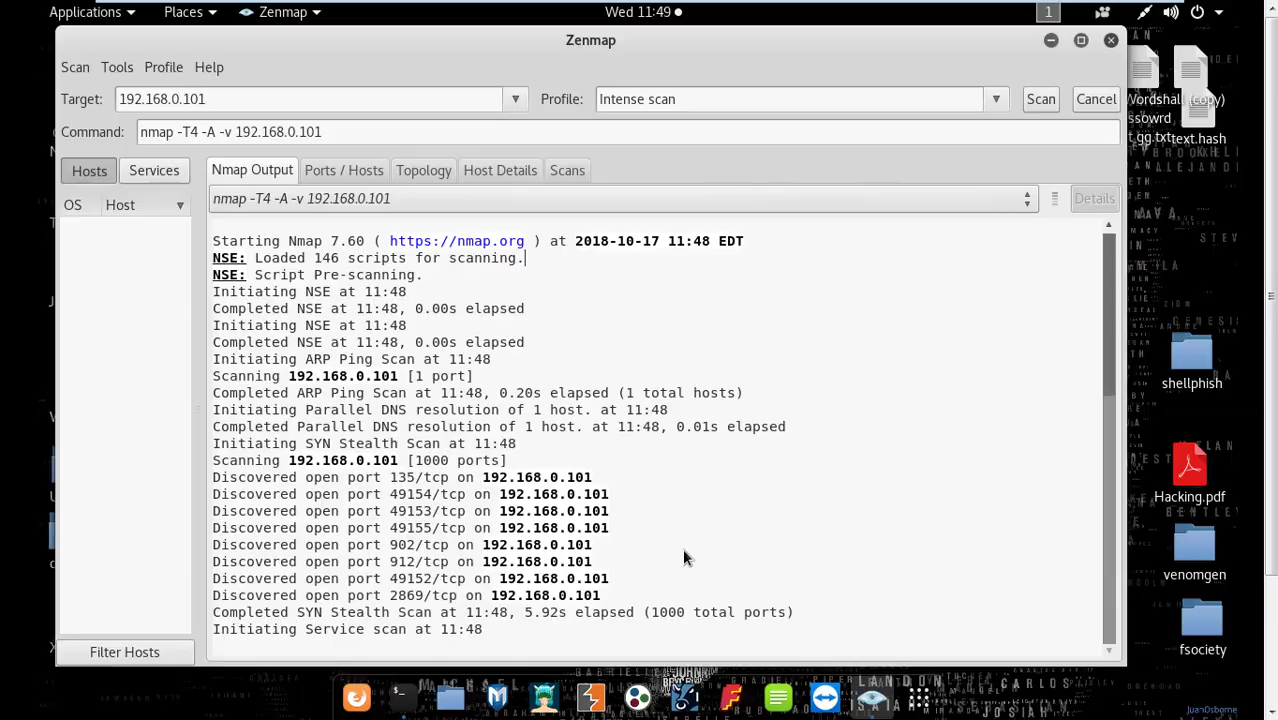 Applications Places Zenmap Wed 11:49 1
Zenmap
Scan Tools Profile Help
Target: 192.168.0.101 Profile: Intense scan Scan Cancel
Command: nmap -T4 -A -v 192.168.0.101
Hosts Services Nmap Output Ports / Hosts Topology Host Details Scans
OS Host nmap -T4 -A -v 192.168.0.101 Details
Starting Nmap 7.60 ( https://nmap.org ) at 2018-10-17 11:48 EDT
NSE: Loaded 146 scripts for scanning.
NSE: Script Pre-scanning.
Initiating NSE at 11:48
Completed NSE at 11:48, 0.00s elapsed
Initiating NSE at 11:48
Completed NSE at 11:48, 0.00s elapsed
Initiating ARP Ping Scan at 11:48
Scanning 192.168.0.101 [1 port]
Completed ARP Ping Scan at 11:48, 0.20s elapsed (1 total hosts)
Initiating Parallel DNS resolution of 1 host. at 11:48
Completed Parallel DNS resolution of 1 host. at 11:48, 0.01s elapsed
Initiating SYN Stealth Scan at 11:48
Scanning 192.168.0.101 [1000 ports]
Discovered open port 135/tcp on 192.168.0.101
Discovered open port 49154/tcp on 192.168.0.101
Discovered open port 49153/tcp on 192.168.0.101
Discovered open port 49155/tcp on 192.168.0.101
Discovered open port 902/tcp on 192.168.0.101
Discovered open port 912/tcp on 192.168.0.101
Discovered open port 49152/tcp on 192.168.0.101
Discovered open port 2869/tcp on 192.168.0.101
Completed SYN Stealth Scan at 11:48, 5.92s elapsed (1000 total ports)
Initiating Service scan at 11:48
Filter Hosts
(copy)
text.hash
shellphish
Hacking.pdf
venomgen
fsociety
JuanOsborne